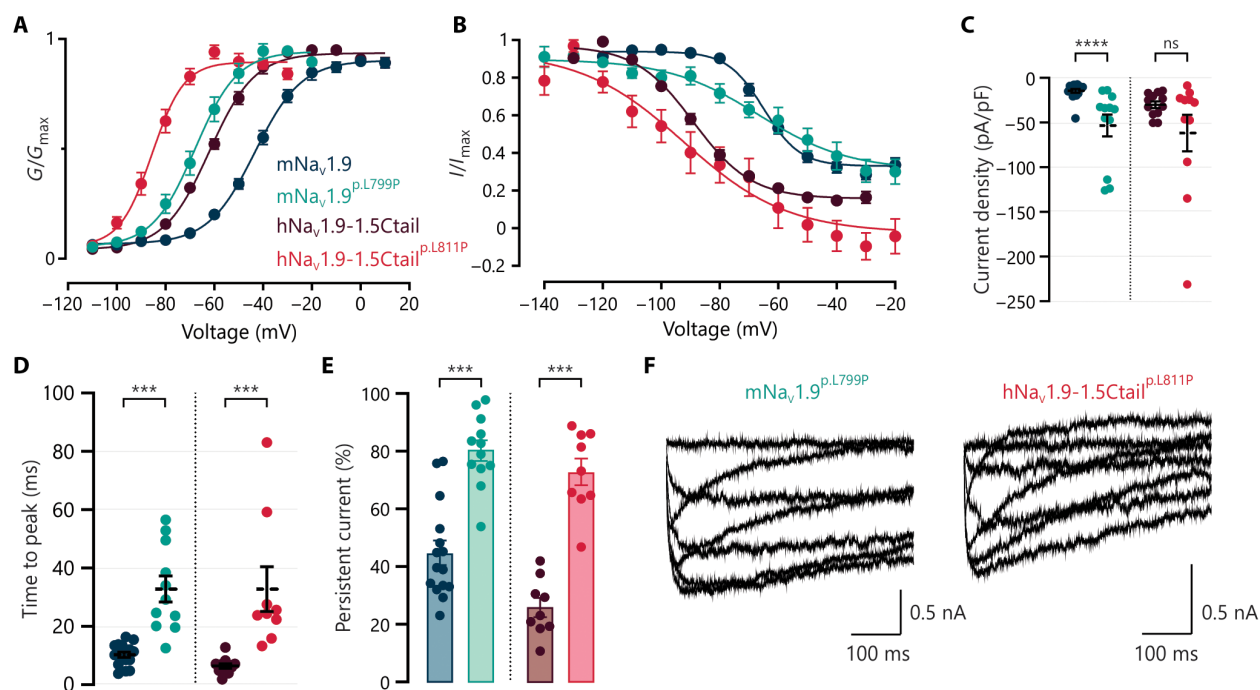 A
1
G/Gmax
0
mNaV1.9
mNaV1.9p.L799P
hNaV1.9-1.5Ctail
hNaV1.9-1.5Ctailp.L811P
−120 −100 −80 −60 −40 −20 0 20
Voltage (mV)
B
1
0.8
0.6
0.4
0.2
0
−0.2
I/Imax
−140 −120 −100 −80 −60 −40 −20
Voltage (mV)
C
**** ns
0
−50
−100
−150
−200
−250
Current density (pA/pF)
D
*** ***
100
80
60
40
20
0
Time to peak (ms)
E
*** ***
100
80
60
40
20
0
Persistent current (%)
F
mNaV1.9p.L799P
hNaV1.9-1.5Ctailp.L811P
0.5 nA
100 ms
0.5 nA
100 ms